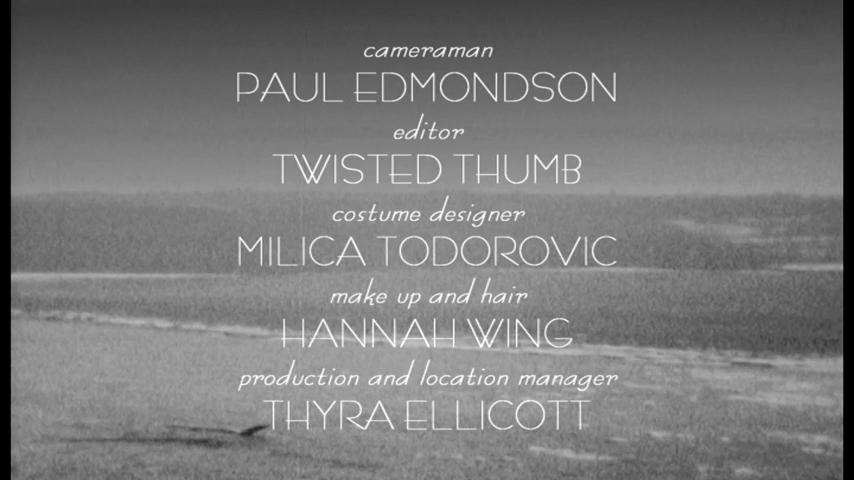 cameraman
PAUL EDMONDSON
editor
TWISTED THUMB
costume designer
MILICA TODOROVIC
make up and hair
HANNAH WING
production and location manager
THYRA ELLICOTT